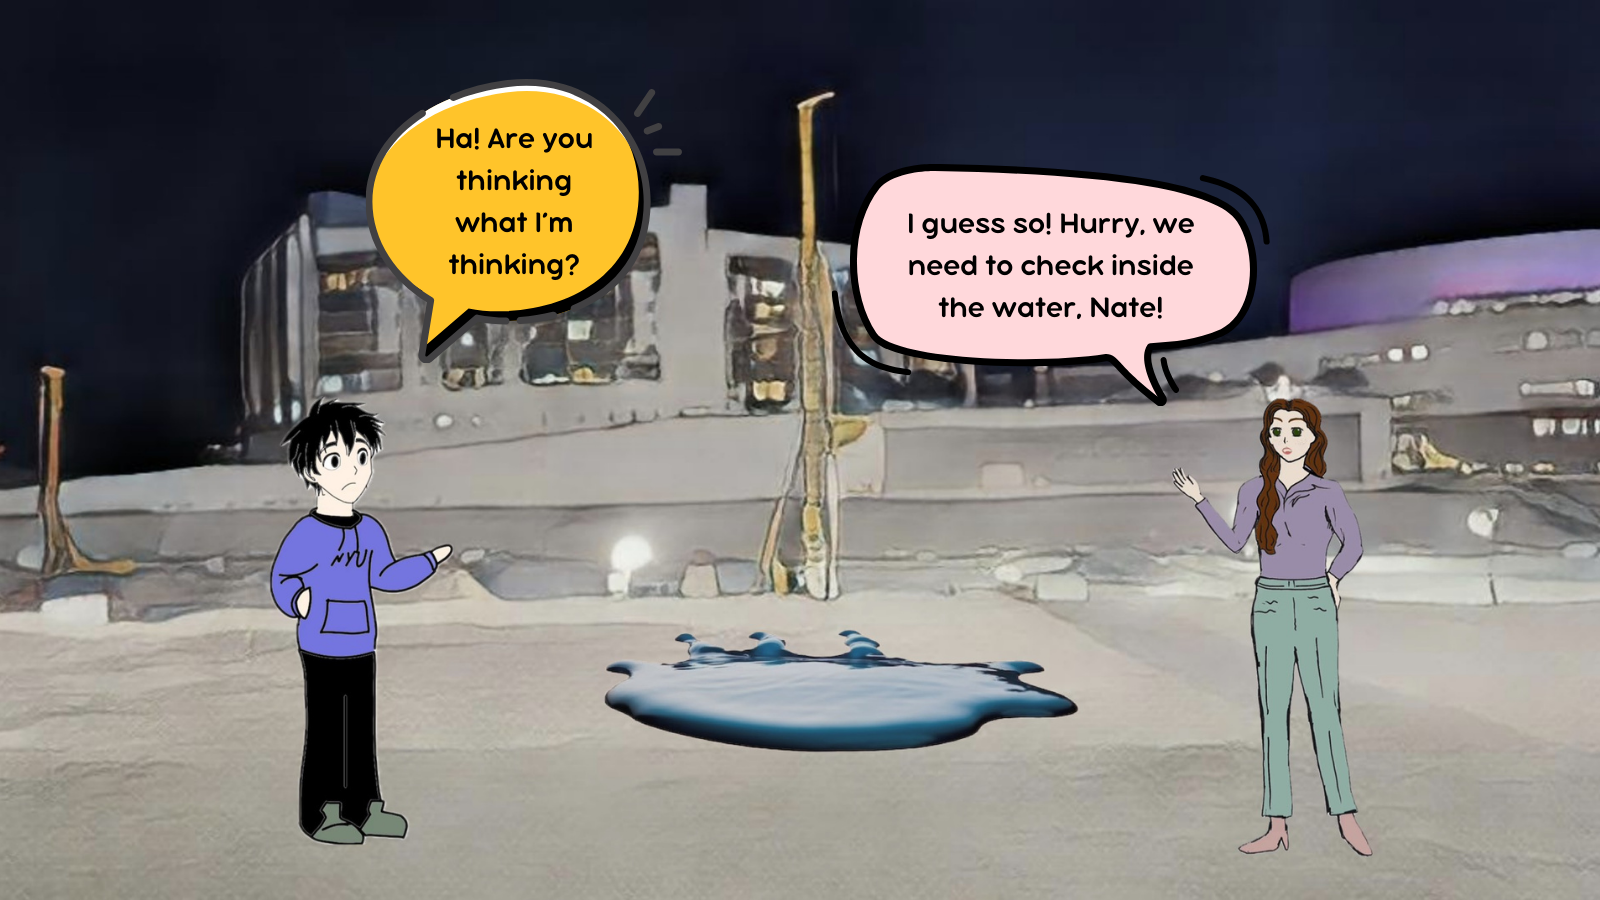 Ha! Are you
thinking
what I'm
thinking?
I guess so! Hurry, we
need to check inside
the water, Nate!
NYU